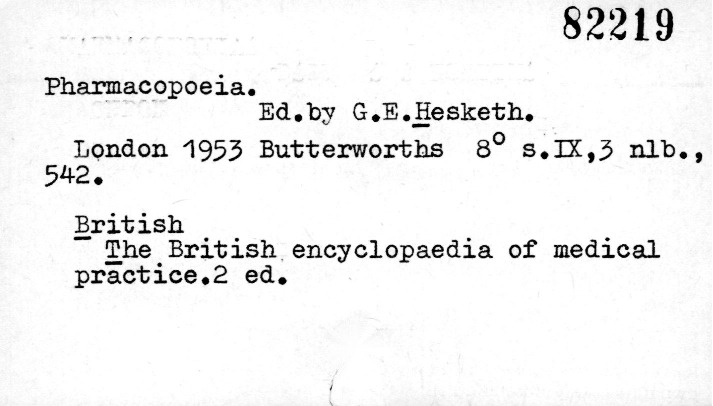 82219
Pharmacopoeia.
Ed.by G.E.Hesketh.
London 1953 Butterworths 8° s.IX,3 nlb.,
542.
British
The British encyclopaedia of medical
practice.2 ed.